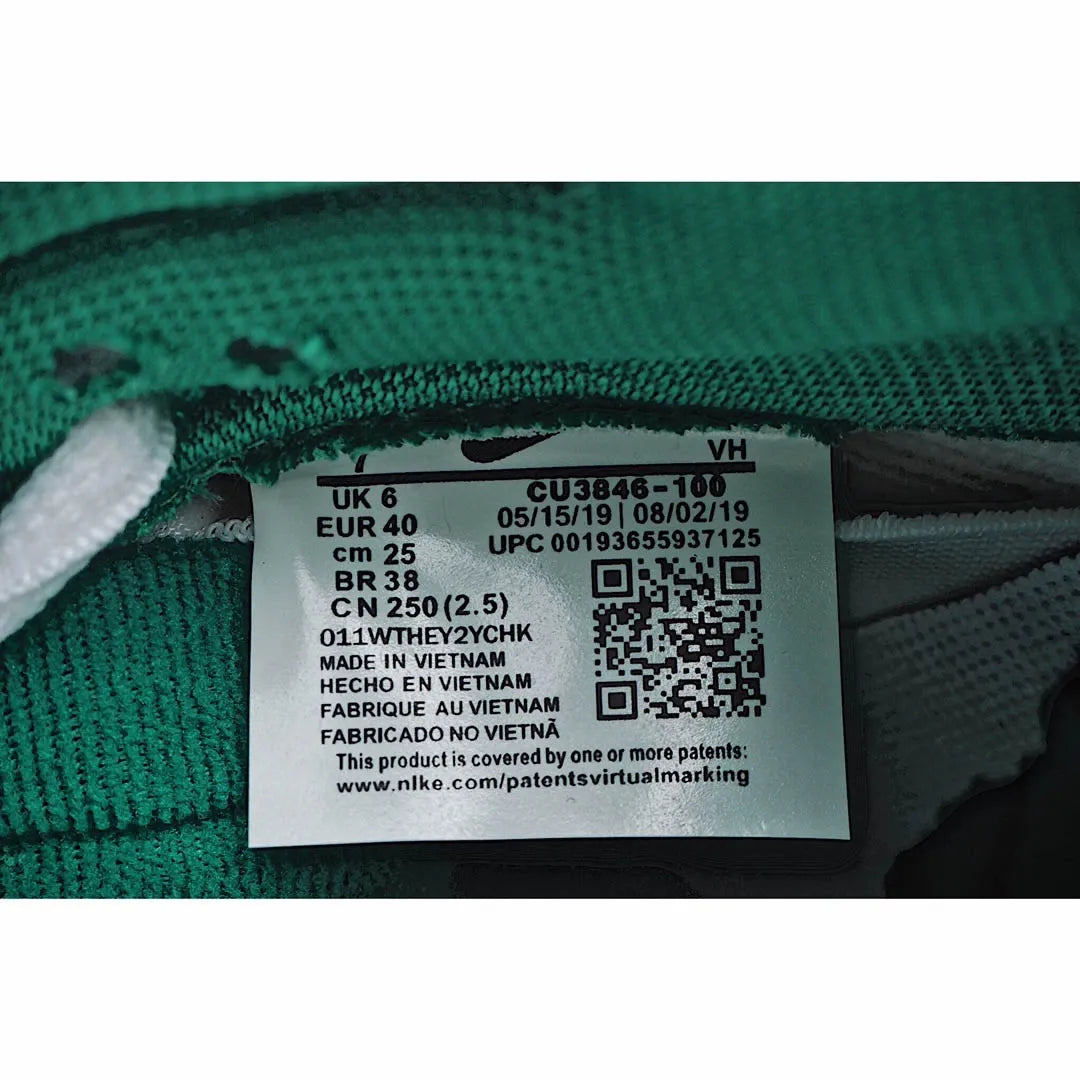 VH
UK 6
EUR 40
cm 25
BR 38
CN 250 (2.5)
CU3846-100
05/15/19 | 08/02/19
UPC 00193655937125
011WTHEY2YCHK
MADE IN VIETNAM
HECHO EN VIETNAM
FABRIQUE AU VIETNAM
FABRICADO NO VIETNÃ
This product is covered by one or more patents:
www.nlke.com/patentsvirtualmarking